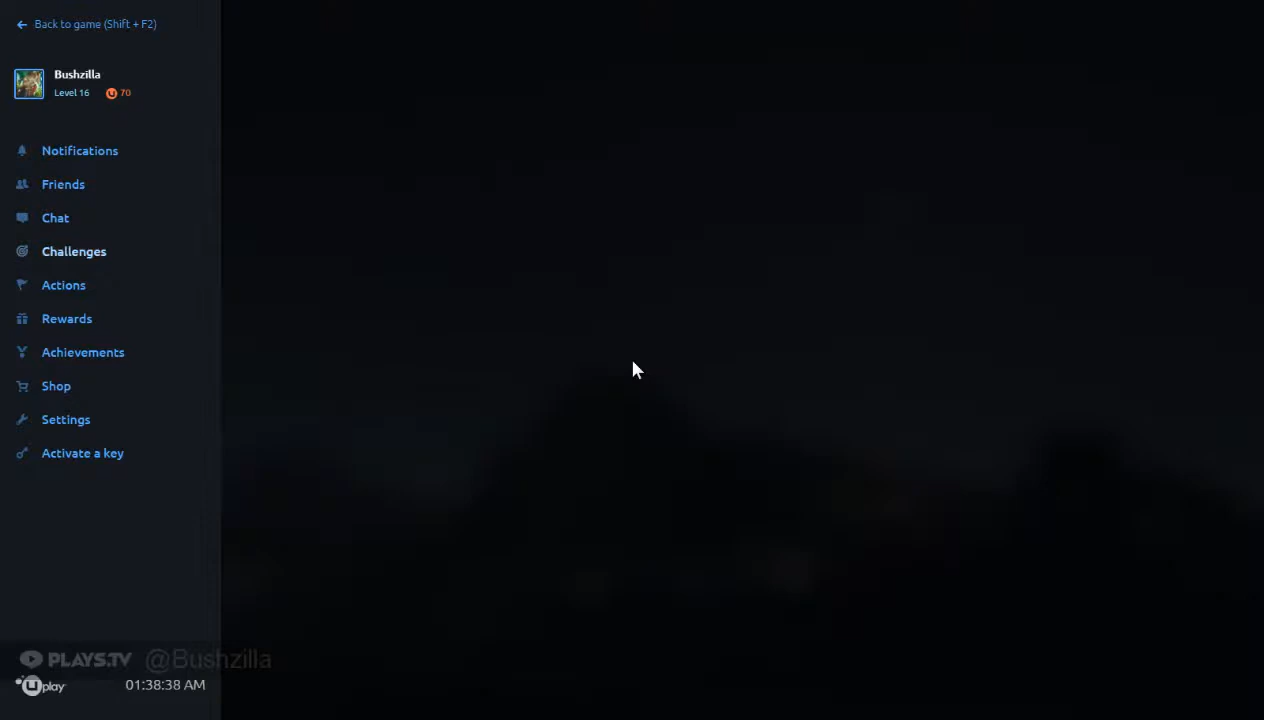 Back to game (Shift + F2)
Bushzilla
Level 16 70
Notifications
Friends
Chat
Challenges
Actions
Rewards
Achievements
Shop
Settings
Activate a key
PLAYS.TV @Bushzilla
uplay 01:38:38 AM